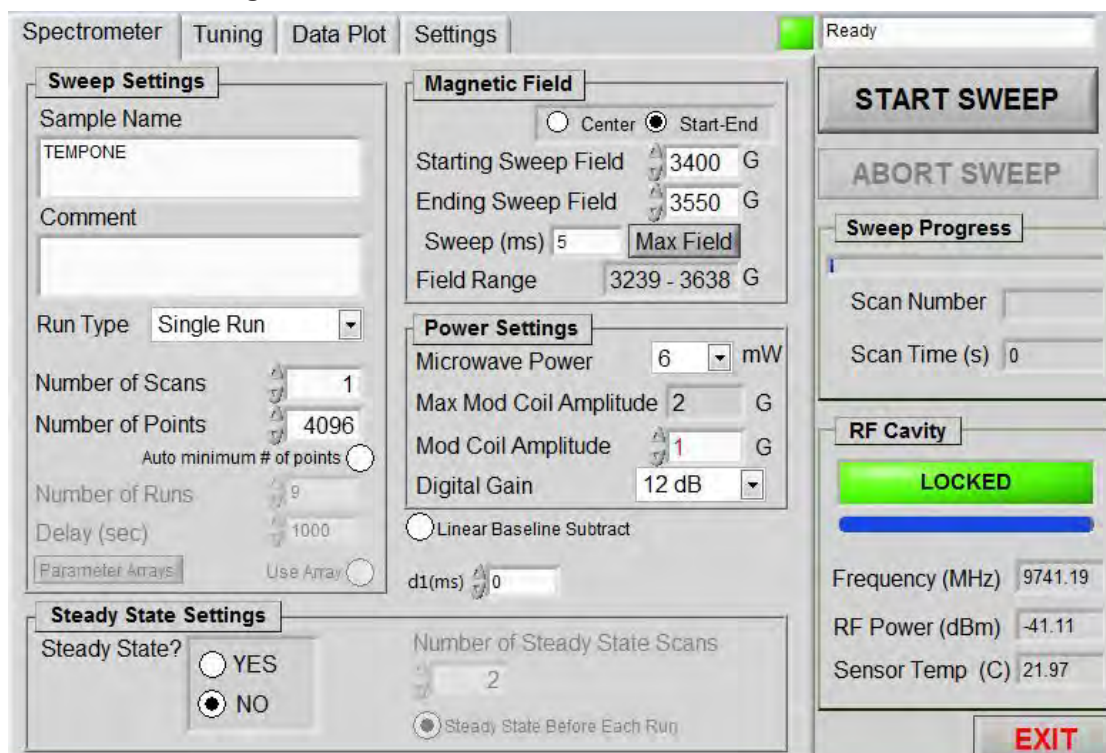 Spectrometer Tuning Data Plot Settings
Ready
Sweep Settings
Sample Name
TEMPONE
Comment
Run Type Single Run
Number of Scans 1
Number of Points 4096
Auto minimum # of points
Number of Runs 9
Delay (sec) 1000
Parameter Arrays Use Array
Magnetic Field
Center Start-End
Starting Sweep Field 3400 G
Ending Sweep Field 3550 G
Sweep (ms) 5 Max Field
Field Range 3239 - 3638 G
Power Settings
Microwave Power 6 mW
Max Mod Coil Amplitude 2 G
Mod Coil Amplitude 1 G
Digital Gain 12 dB
Linear Baseline Subtract
d1(ms) 0
Steady State Settings
Steady State?
YES
NO
Number of Steady State Scans
2
Steady State Before Each Run
START SWEEP
ABORT SWEEP
Sweep Progress
Scan Number
Scan Time (s) 0
RF Cavity
LOCKED
Frequency (MHz) 9741.19
RF Power (dBm) -41.11
Sensor Temp (C) 21.97
EXIT